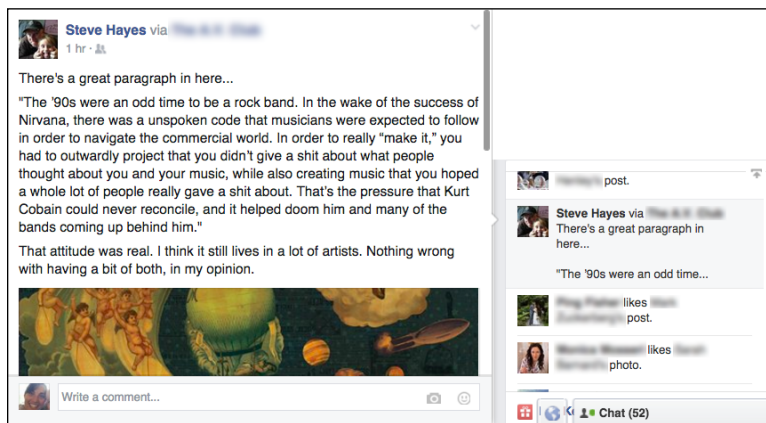 Steve Hayes via
1 hr ·
There's a great paragraph in here...
"The '90s were an odd time to be a rock band. In the wake of the success of
Nirvana, there was a unspoken code that musicians were expected to follow
in order to navigate the commercial world. In order to really “make it,” you
had to outwardly project that you didn’t give a shit about what people
thought about you and your music, while also creating music that you hoped
a whole lot of people really gave a shit about. That’s the pressure that Kurt
Cobain could never reconcile, and it helped doom him and many of the
bands coming up behind him."
That attitude was real. I think it still lives in a lot of artists. Nothing wrong
with having a bit of both, in my opinion.
Write a comment...
post.
Steve Hayes via
There's a great paragraph in
here...
"The '90s were an odd time...
likes
post.
likes
photo.
Chat (52)